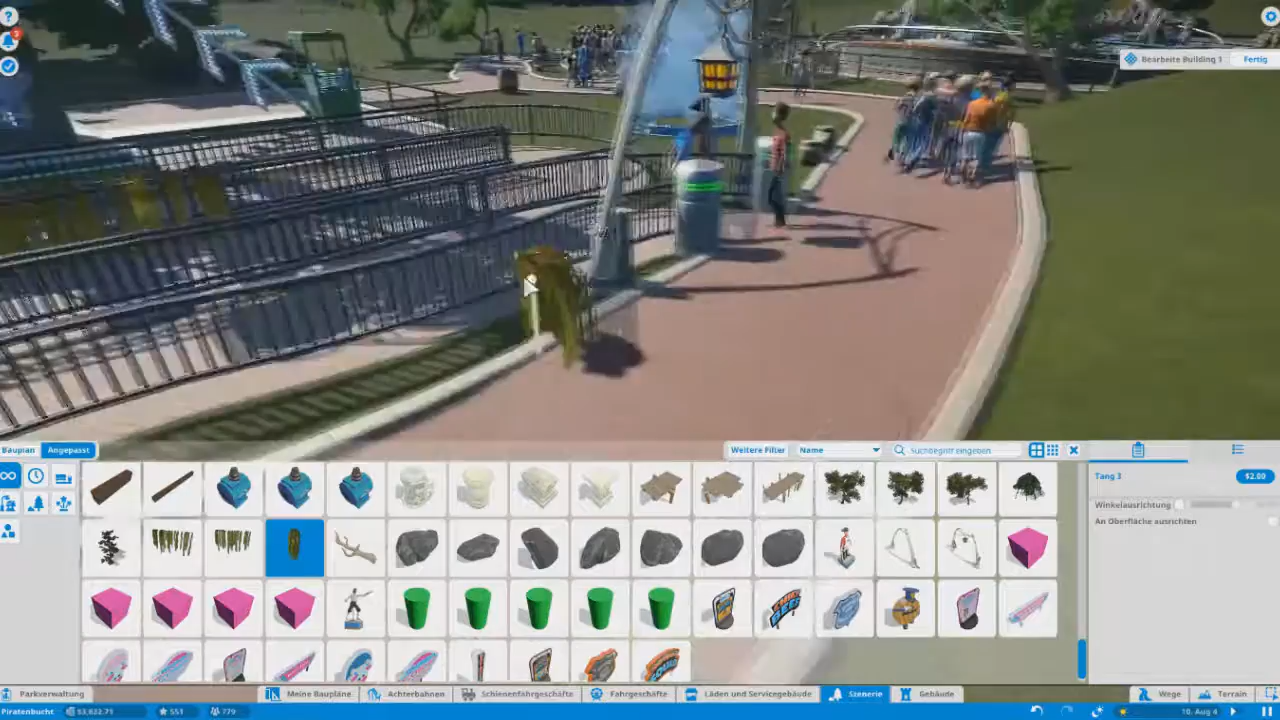 Bearbeite Building 1 Fertig
Bauplan Angepasst
Weitere Filter Name Suchbegriff eingeben
Tang 3 $2.00
Winkelausrichtung
An Oberfläche ausrichten
Parkverwaltung Meine Baupläne Achterbahnen Schienenfahrgeschäfte Fahrgeschäfte Läden und Servicegebäude Szenerie Gebäude Wege Terrain
Piratenbucht 551 779 10. Aug 4